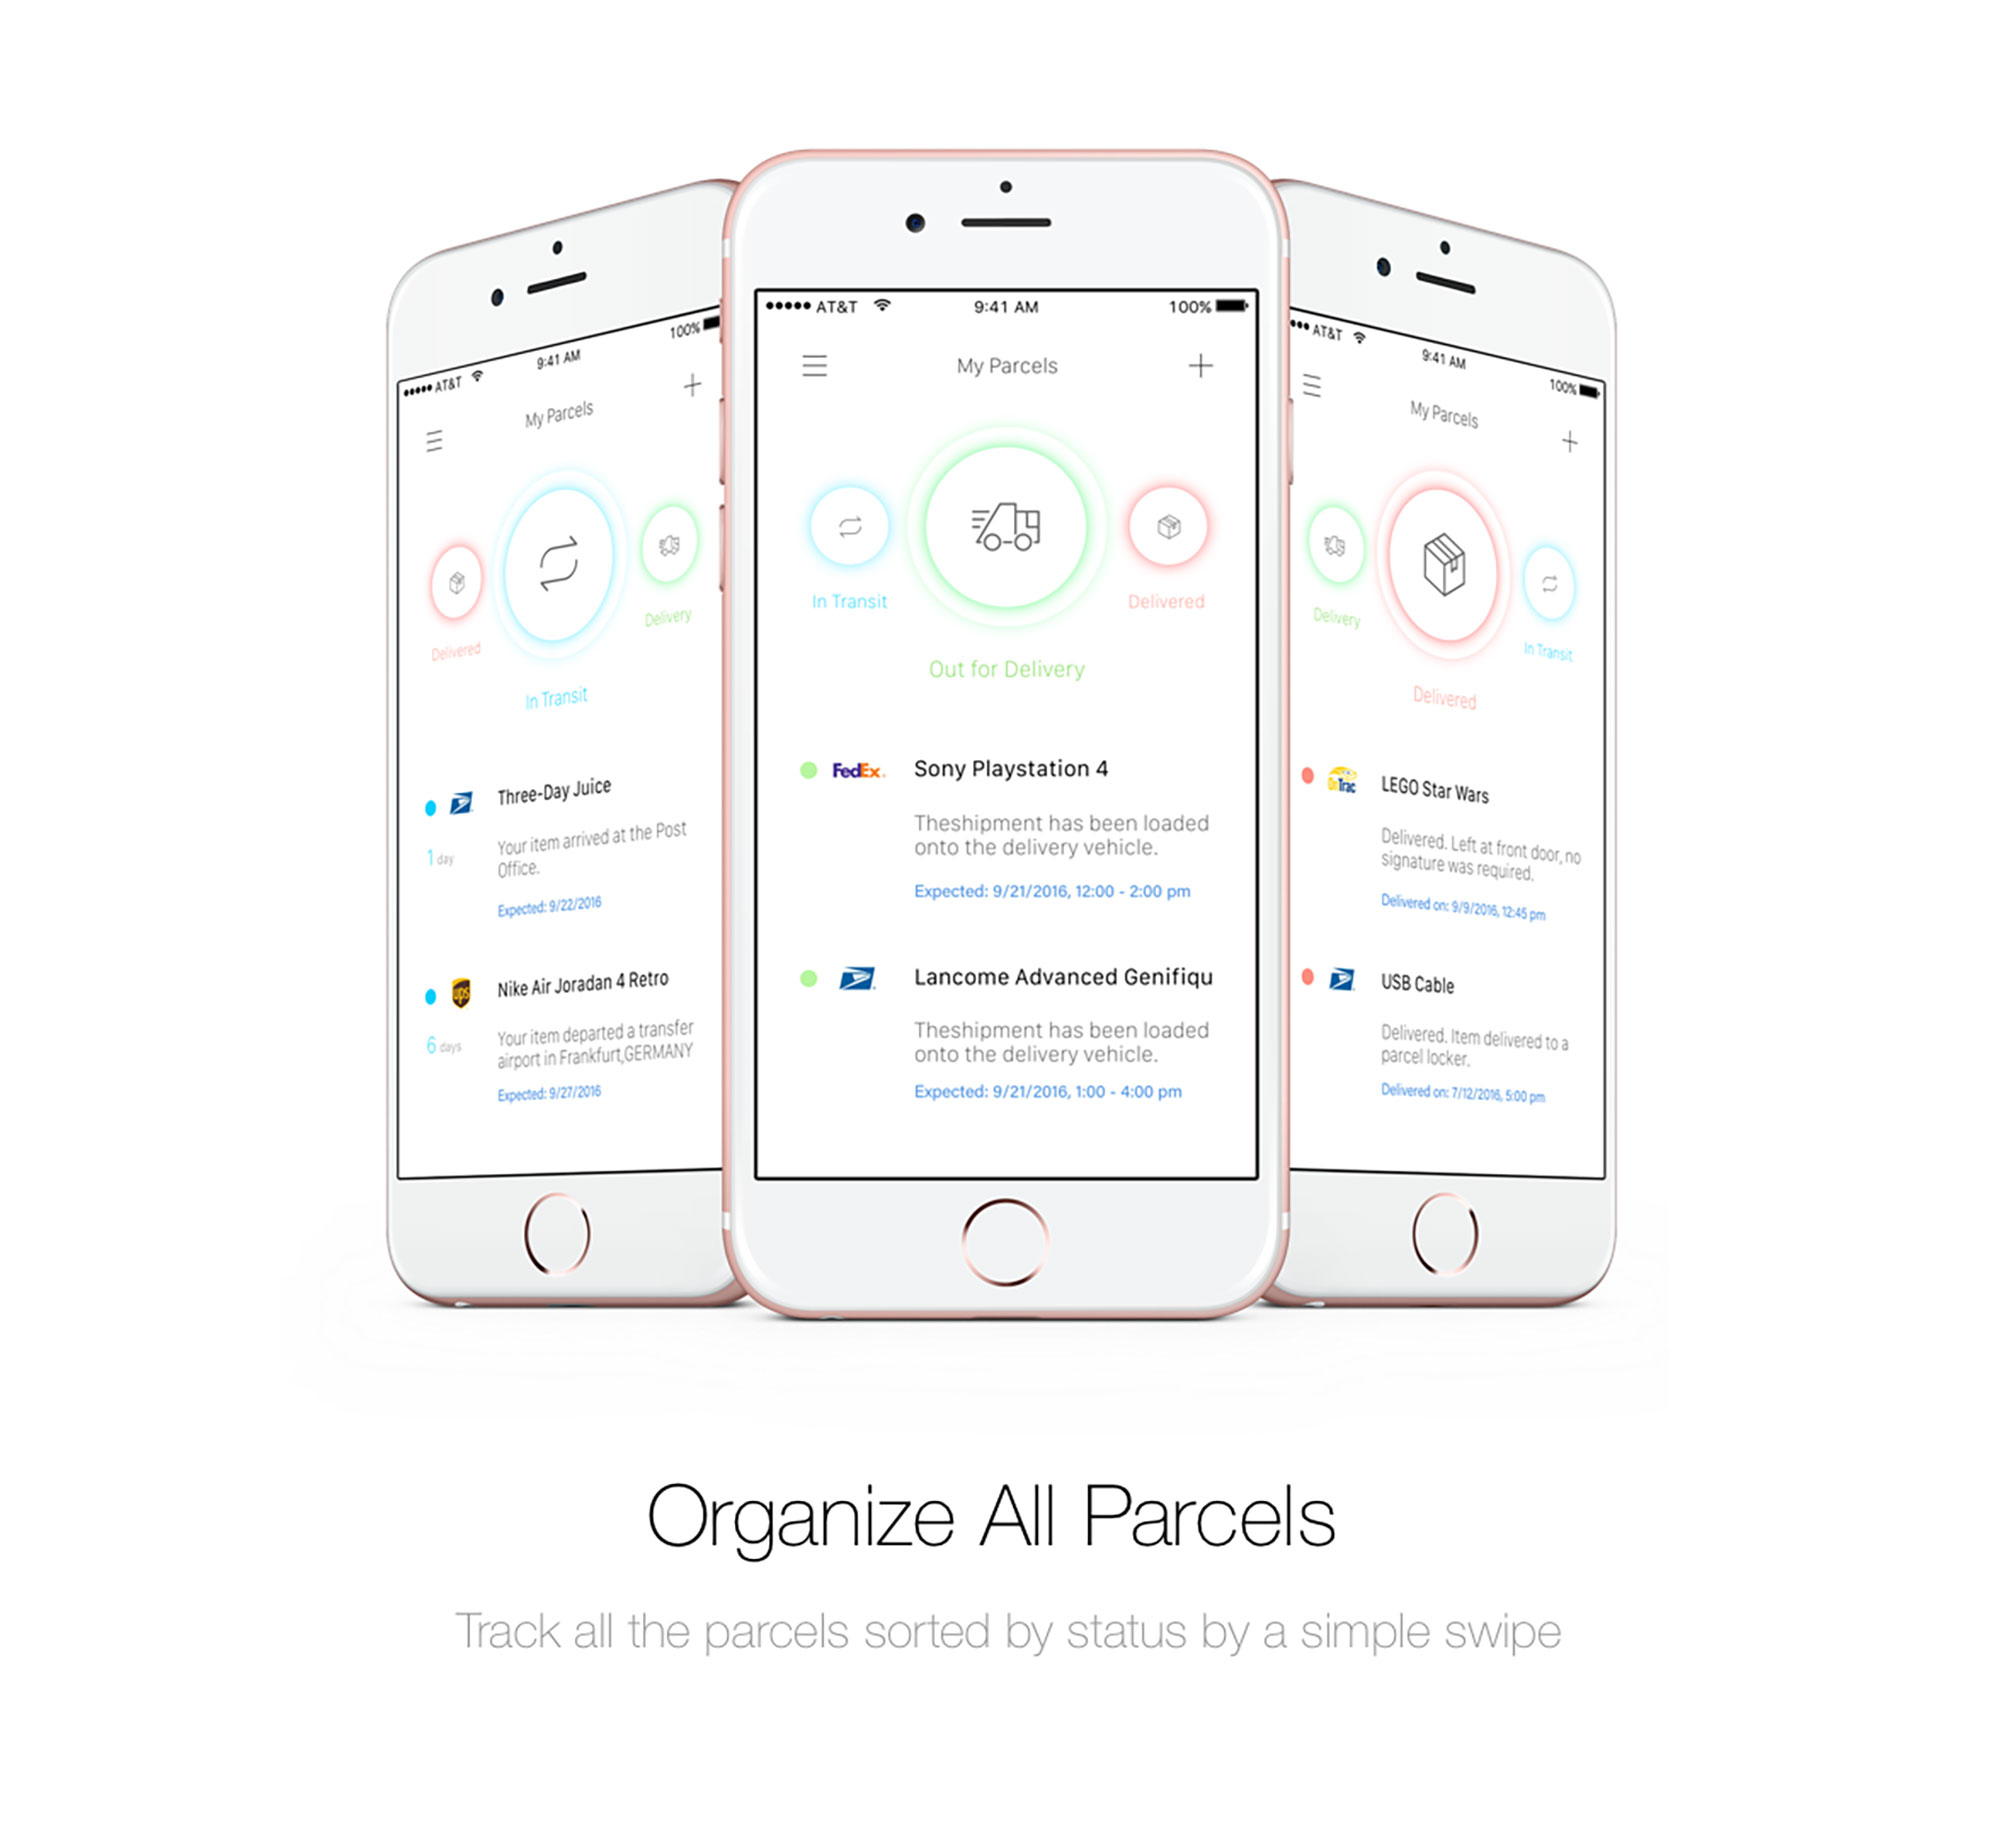 AT&T 9:41 AM 100%
My Parcels
Delivered
In Transit
Delivery
Three-Day Juice
1 day
Your item arrived at the Post
Office.
Expected: 9/22/2016
ups
Nike Air Joradan 4 Retro
6 days
Your item departed a transfer
airport in Frankfurt,GERMANY
Expected: 9/27/2016
AT&T 9:41 AM 100%
My Parcels
In Transit
Delivered
Out for Delivery
FedEx
Sony Playstation 4
Theshipment has been loaded
onto the delivery vehicle.
Expected: 9/21/2016, 12:00 - 2:00 pm
Lancome Advanced Genifiqu
Theshipment has been loaded
onto the delivery vehicle.
Expected: 9/21/2016, 1:00 - 4:00 pm
AT&T 9:41 AM 100%
My Parcels
Delivery
Delivered
In Transit
OnTrac
LEGO Star Wars
Delivered. Left at front door, no
signature was required.
Delivered on: 9/9/2016, 12:45 pm
USB Cable
Delivered. Item delivered to a
parcel locker.
Delivered on: 7/12/2016, 5:00 pm
Organize All Parcels
Track all the parcels sorted by status by a simple swipe